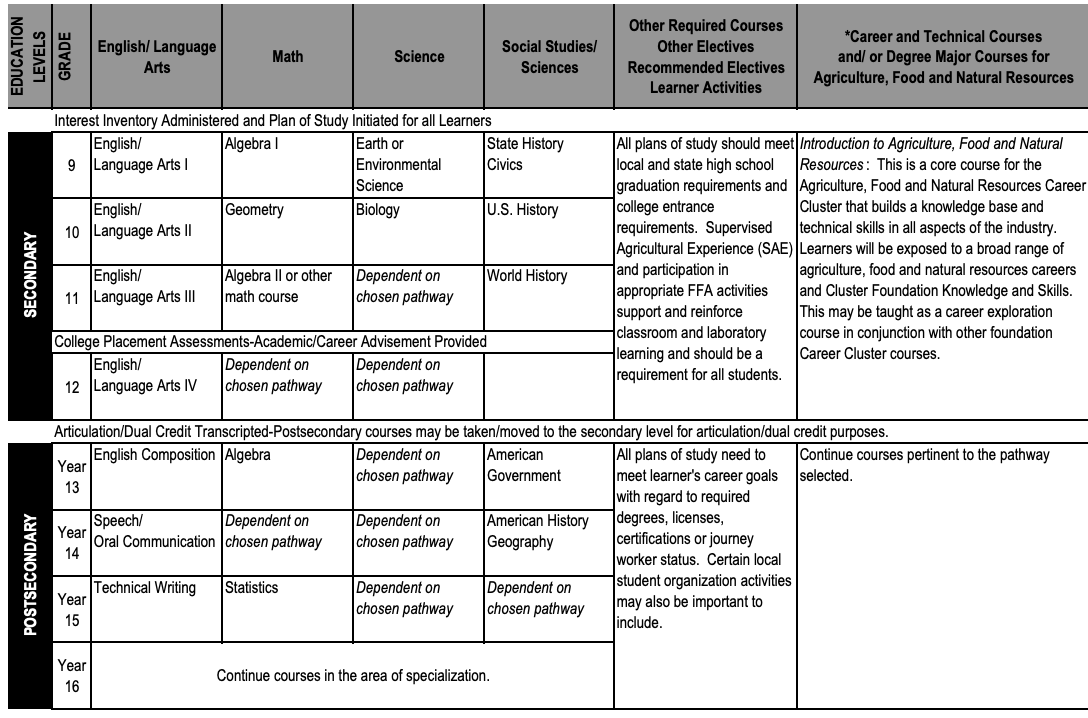 EDUCATION
LEVELS
GRADE
English/ Language
Arts
Math
Science
Social Studies/
Sciences
Other Required Courses
Other Electives
Recommended Electives
Learner Activities
*Career and Technical Courses
and/ or Degree Major Courses for
Agriculture, Food and Natural Resources
Interest Inventory Administered and Plan of Study Initiated for all Learners
SECONDARY
9
English/
Language Arts I
Algebra I
Earth or
Environmental
Science
State History
Civics
All plans of study should meet
local and state high school
graduation requirements and
college entrance
requirements. Supervised
Agricultural Experience (SAE)
and participation in
appropriate FFA activities
support and reinforce
classroom and laboratory
learning and should be a
requirement for all students.
Introduction to Agriculture, Food and Natural
Resources : This is a core course for the
Agriculture, Food and Natural Resources Career
Cluster that builds a knowledge base and
technical skills in all aspects of the industry.
Learners will be exposed to a broad range of
agriculture, food and natural resources careers
and Cluster Foundation Knowledge and Skills.
This may be taught as a career exploration
course in conjunction with other foundation
Career Cluster courses.
10
English/
Language Arts II
Geometry
Biology
U.S. History
11
English/
Language Arts III
Algebra II or other
math course
Dependent on
chosen pathway
World History
College Placement Assessments-Academic/Career Advisement Provided
12
English/
Language Arts IV
Dependent on
chosen pathway
Dependent on
chosen pathway
Articulation/Dual Credit Transcripted-Postsecondary courses may be taken/moved to the secondary level for articulation/dual credit purposes.
POSTSECONDARY
Year
13
English Composition
Algebra
Dependent on
chosen pathway
American
Government
All plans of study need to
meet learner's career goals
with regard to required
degrees, licenses,
certifications or journey
worker status. Certain local
student organization activities
may also be important to
include.
Continue courses pertinent to the pathway
selected.
Year
14
Speech/
Oral Communication
Dependent on
chosen pathway
Dependent on
chosen pathway
American History
Geography
Year
15
Technical Writing
Statistics
Dependent on
chosen pathway
Dependent on
chosen pathway
Year
16
Continue courses in the area of specialization.